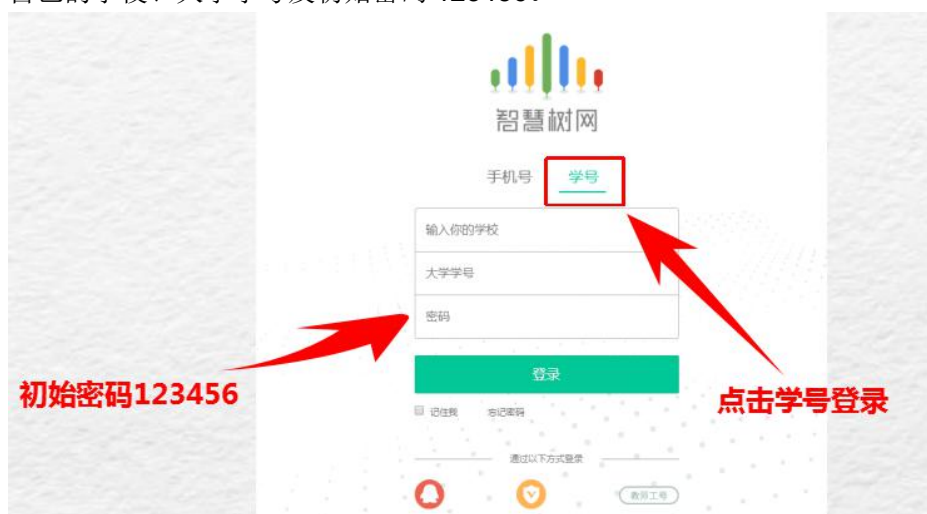 智慧树网
手机号 学号
输入你的学校
大学学号
密码
登录
初始密码123456
点击学号登录
记住我 忘记密码
通过以下方式登录
教师工号